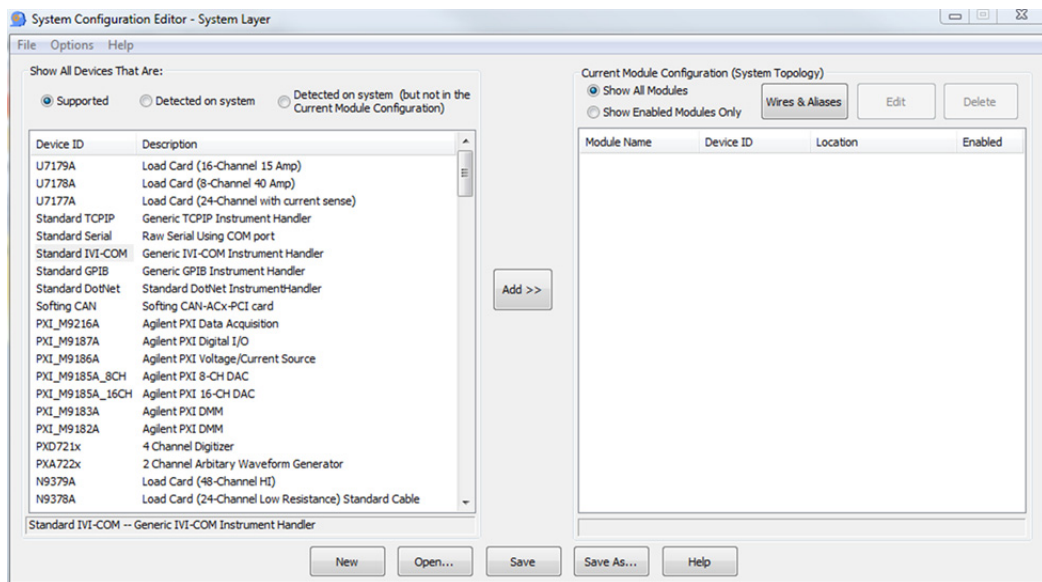 System Configuration Editor - System Layer
File Options Help
Show All Devices That Are:
Supported
Detected on system
Detected on system (but not in the
Current Module Configuration)
Device ID Description
U7179A Load Card (16-Channel 15 Amp)
U7178A Load Card (8-Channel 40 Amp)
U7177A Load Card (24-Channel with current sense)
Standard TCPIP Generic TCPIP Instrument Handler
Standard Serial Raw Serial Using COM port
Standard IVI-COM Generic IVI-COM Instrument Handler
Standard GPIB Generic GPIB Instrument Handler
Standard DotNet Standard DotNet InstrumentHandler
Softing CAN Softing CAN-ACx-PCI card
PXI_M9216A Agilent PXI Data Acquisition
PXI_M9187A Agilent PXI Digital I/O
PXI_M9186A Agilent PXI Voltage/Current Source
PXI_M9185A_8CH Agilent PXI 8-CH DAC
PXI_M9185A_16CH Agilent PXI 16-CH DAC
PXI_M9183A Agilent PXI DMM
PXI_M9182A Agilent PXI DMM
PXD721x 4 Channel Digitizer
PXA722x 2 Channel Arbitary Waveform Generator
N9379A Load Card (48-Channel HI)
N9378A Load Card (24-Channel Low Resistance) Standard Cable
Standard IVI-COM -- Generic IVI-COM Instrument Handler
Add >>
Current Module Configuration (System Topology)
Show All Modules
Show Enabled Modules Only
Wires & Aliases
Edit
Delete
Module Name Device ID Location Enabled
New
Open...
Save
Save As...
Help